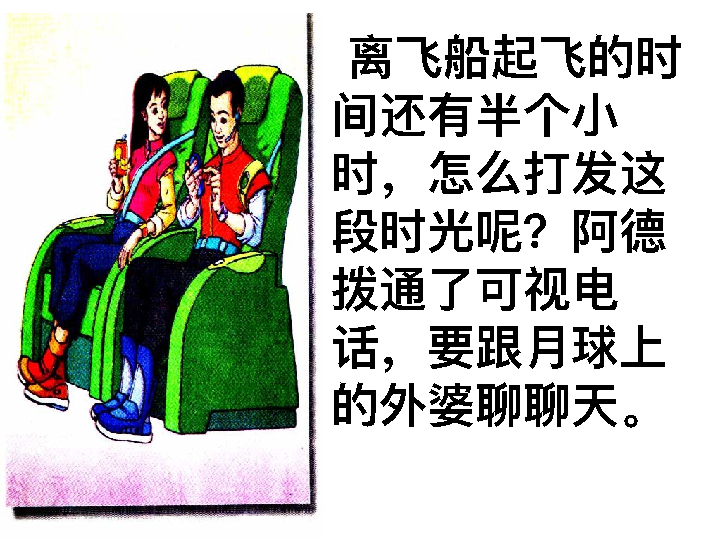 离飞船起飞的时
间还有半个小
时，怎么打发这
段时光呢？阿德
拨通了可视电
话，要跟月球上
的外婆聊聊天。